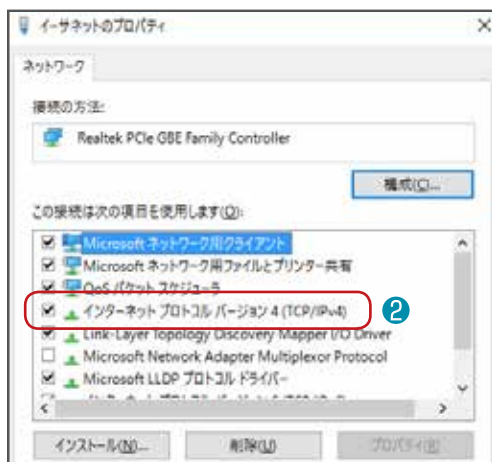 イーサネットのプロパティ
ネットワーク
接続の方法:
Realtek PCIe GBE Family Controller
構成(C)...
この接続は次の項目を使用します(O):
Microsoft ネットワーク用クライアント
Microsoft ネットワーク用ファイルとプリンター共有
QoS パケット スケジューラ
インターネット プロトコル バージョン 4 (TCP/IPv4)
2
Link-Layer Topology Discovery Mapper I/O Driver
Microsoft Network Adapter Multiplexor Protocol
Microsoft LLDP プロトコル ドライバー
インストール(N)...
削除(U)
プロパティ(R)